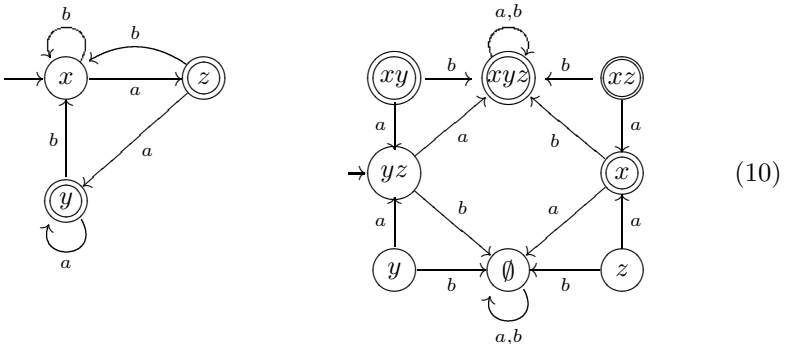 b a,b
b
xy b xyz b xz
x a z
a a
b a a b
yz x (10)
y b a
a a
a
y b ∅ b z
a,b